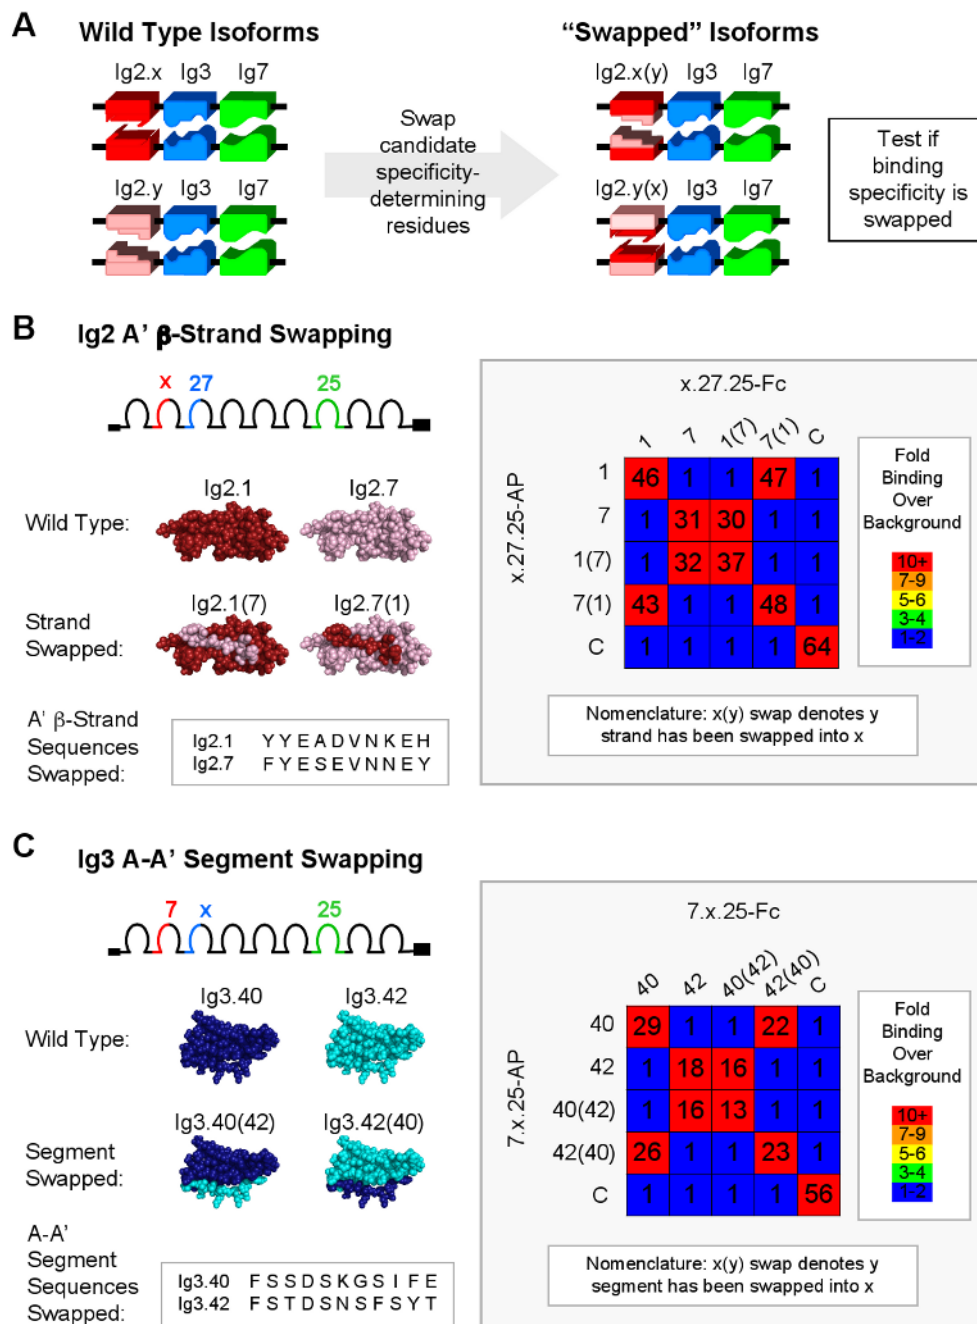 A
Wild Type Isoforms
"Swapped" Isoforms
Ig2.x Ig3 Ig7
Ig2.x(y) Ig3 Ig7
Swap
candidate
specificity-
determining
residues
Test if
binding
specificity is
swapped
Ig2.y Ig3 Ig7
Ig2.y(x) Ig3 Ig7
B
Ig2 A' β-Strand Swapping
x 27 25
Wild Type:
Ig2.1 Ig2.7
Strand
Swapped:
Ig2.1(7) Ig2.7(1)
A' β-Strand
Sequences
Swapped:
Ig2.1 Y Y E A D V N K E H
Ig2.7 F Y E S E V N N E Y
x.27.25-Fc
x.27.25-AP
1 7 1(7) 7(1) C
1 46 1 1 47 1
7 1 31 30 1 1
1(7) 1 32 37 1 1
7(1) 43 1 1 48 1
C 1 1 1 1 64
Fold
Binding
Over
Background
10+
7-9
5-6
3-4
1-2
Nomenclature: x(y) swap denotes y
strand has been swapped into x
C
Ig3 A-A' Segment Swapping
7 x 25
Wild Type:
Ig3.40 Ig3.42
Segment
Swapped:
Ig3.40(42) Ig3.42(40)
A-A'
Segment
Sequences
Swapped:
Ig3.40 F S S D S K G S I F E
Ig3.42 F S T D S N S F S Y T
7.x.25-Fc
7.x.25-AP
40 42 40(42) 42(40) C
40 29 1 1 22 1
42 1 18 16 1 1
40(42) 1 16 13 1 1
42(40) 26 1 1 23 1
C 1 1 1 1 56
Fold
Binding
Over
Background
10+
7-9
5-6
3-4
1-2
Nomenclature: x(y) swap denotes y
segment has been swapped into x